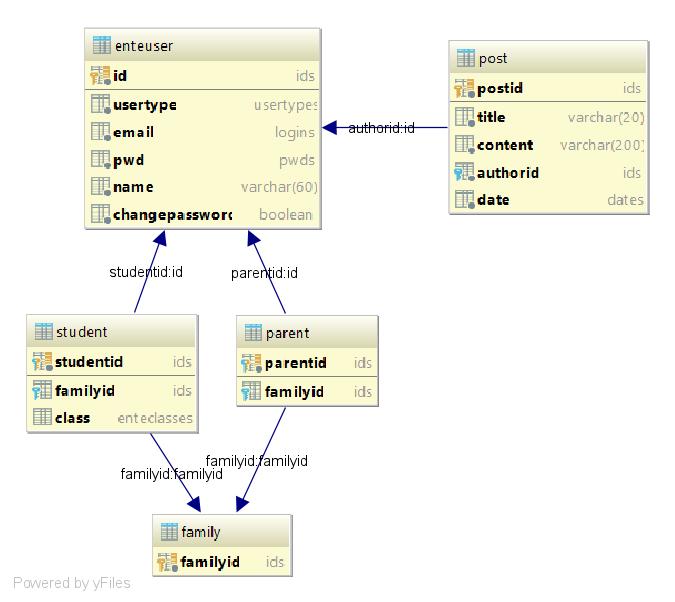 enteuser
id ids
usertype usertypes
email logins
pwd pwds
name varchar(60)
changepassword boolean
post
postid ids
title varchar(20)
content varchar(200)
authorid ids
date dates
authorid:id
studentid:id
parentid:id
student
studentid ids
familyid ids
class enteclasses
parent
parentid ids
familyid ids
familyid:familyid
familyid:familyid
family
familyid ids
Powered by yFiles